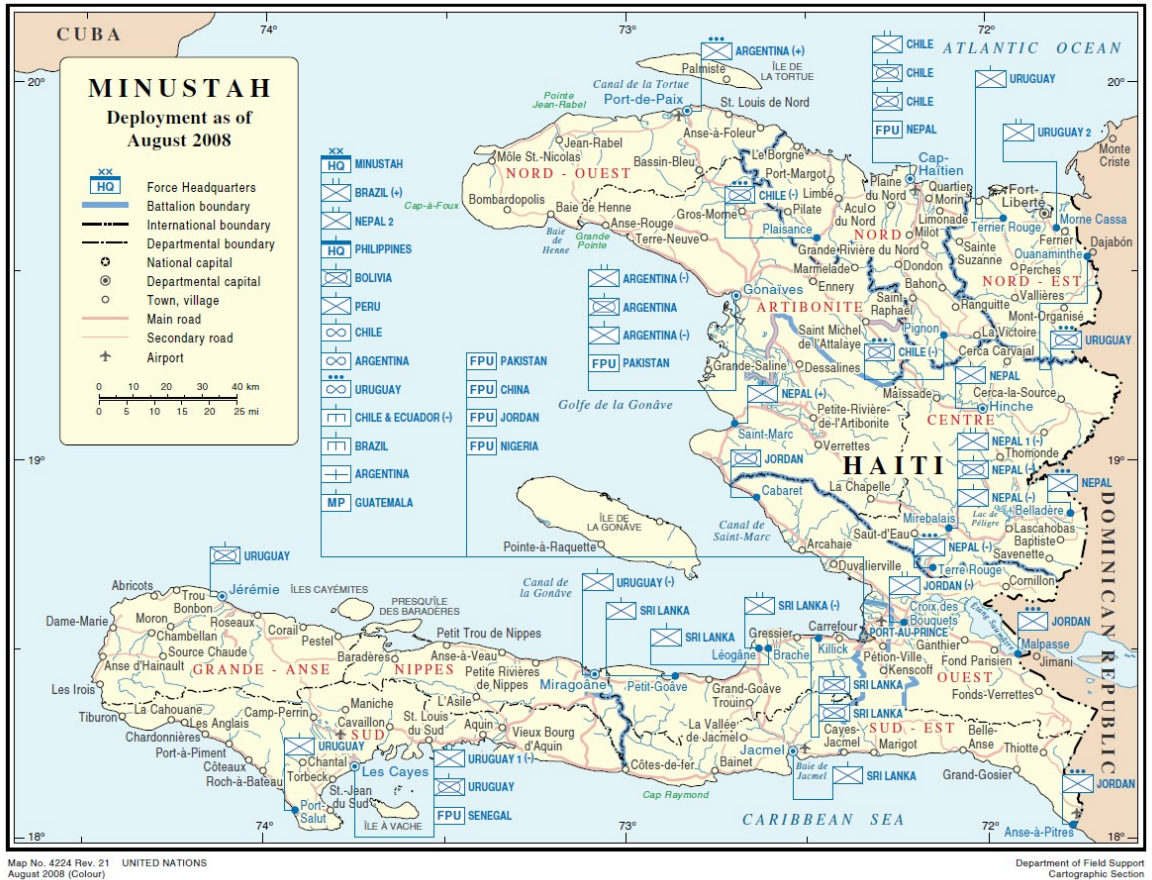 CUBA
MINUSTAH
Deployment as of
August 2008
XX
HQ
Force Headquarters
Battalion boundary
International boundary
Departmental boundary
National capital
Departmental capital
Town, village
Main road
Secondary road
Airport
0 10 20 30 40 km
0 5 10 15 20 25 mi
74°
73°
72°
20°
20°
19°
19°
18°
18°
74°
73°
72°
ATLANTIC OCEAN
ARGENTINA (+)
Palmiste
ÎLE DE
LA TORTUE
Canal de la Tortue
Port-de-Paix
St. Louis de Nord
Pointe
Jean-Rabel
Anse-à-Foleur
Jean-Rabel
Môle St.-Nicolas
NORD - OUEST
Bassin-Bleu
Le Borgne
Port-Margot
Bombardopolis
Baie de Henne
Cap-à-Foux
Baie
de
Henne
Grande
Pointe
Anse-Rouge
Terre-Neuve
Gros-Morne
CHILE (-)
Pilate
Plaisance
Limbé
Acul
du Nord
Plaine
du Nord
CHILE
CHILE
CHILE
FPU NEPAL
Cap-
Haïtien
URUGUAY
URUGUAY 2
Monte
Criste
Quartier
Morin
Limonade
Fort-
Liberté
Terrier Rouge
Morne Cassa
Ferrier
Dajabón
Ouanaminthe
NORD
Milot
Grande Rivière du Nord
Sainte
Suzanne
Perches
NORD - EST
Vallières
Marmelade
Dondon
Bahon
Ennery
Saint-
Raphaël
Ranquitte
Mont-Organisé
URUGUAY
Gonaïves
ARTIBONITE
Saint Michel
de l'Attalaye
Pignon
La Victoire
CHILE (-)
Cerca Carvajal
XX
HQ MINUSTAH
BRAZIL (+)
NEPAL 2
HQ PHILIPPINES
BOLIVIA
PERU
CHILE
ARGENTINA
URUGUAY
CHILE & ECUADOR (-)
BRAZIL
ARGENTINA
MP GUATEMALA
FPU PAKISTAN
FPU CHINA
FPU JORDAN
FPU NIGERIA
ARGENTINA (-)
ARGENTINA
ARGENTINA (-)
FPU PAKISTAN
Golfe de la Gonâve
Grande-Saline
Dessalines
NEPAL (+)
Saint-Marc
Petite-Rivière-
de-l'Artibonite
Verrettes
Maïssade
NEPAL
Cerca-la-Source
Hinche
CENTRE
NEPAL 1 (-)
Thomonde
NEPAL (-)
NEPAL (-)
NEPAL
Belladère
HAITI
JORDAN
Cabaret
La Chapelle
Lac de
Péligre
Mirebalais
Lascahobas
Baptiste
Savenette
Saut-d'Eau
NEPAL (-)
Terre Rouge
Cornillon
ÎLE DE
LA GONÂVE
Pointe-à-Raquette
Canal de
Saint-Marc
Arcahaie
Duvalierville
JORDAN (-)
Croix des
Bouquets
PORT-AU-PRINCE
Ganthier
Etang Saumâtre
JORDAN
Malpasse
Jimani
Fond Parisien
DOMINICAN REPUBLIC
URUGUAY
Jérémie
Abricots
Trou
Bonbon
ÎLES CAYÉMITES
PRESQU'ÎLE
DES BARADÈRES
Roseaux
Corail
Pestel
Dame-Marie
Moron
Chambellan
Source Chaude
Anse d'Hainault
GRANDE - ANSE
Baradères
Petit Trou de Nippes
Anse-à-Veau
NIPPES
Petite Rivières
de Nippes
Miragoâne
Canal de
la Gonâve
URUGUAY (-)
SRI LANKA
SRI LANKA
SRI LANKA (-)
Gressier
Carrefour
Killick
Léogâne
Brache
Petit-Goâve
Grand-Goâve
Trouin
Pétion-Ville
Kenscoff
OUEST
Fonds-Verrettes
SRI LANKA
SRI LANKA
Les Irois
Tiburon
La Cahouane
Les Anglais
Chardonnières
Port-à-Piment
Côteaux
Roche-à-Bateau
Camp-Perrin
Maniche
Cavaillon
SUD
St. Louis
du Sud
L'Asile
Aquin
Vieux Bourg
d'Aquin
URUGUAY
Chantal
Torbeck
St.-Jean
du Sud
Port-
Salut
Les Cayes
ÎLE À VACHE
URUGUAY 1 (-)
URUGUAY
FPU SENEGAL
Côtes-de-fer
Bainet
Cap Raymond
La Vallée
de Jacmel
Jacmel
Baie de
Jacmel
Cayes-
Jacmel
Marigot
SUD - EST
Belle-
Anse
Thiotte
Grand-Gosier
SRI LANKA
JORDAN
Anse-à-Pitres
CARIBBEAN SEA
Map No. 4224 Rev. 21 UNITED NATIONS
August 2008 (Colour)
Department of Field Support
Cartographic Section